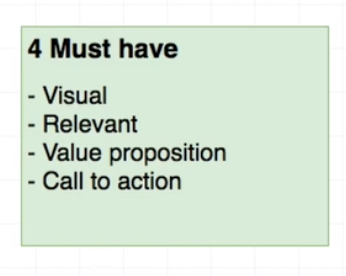 4 Must have
- Visual
- Relevant
- Value proposition
- Call to action